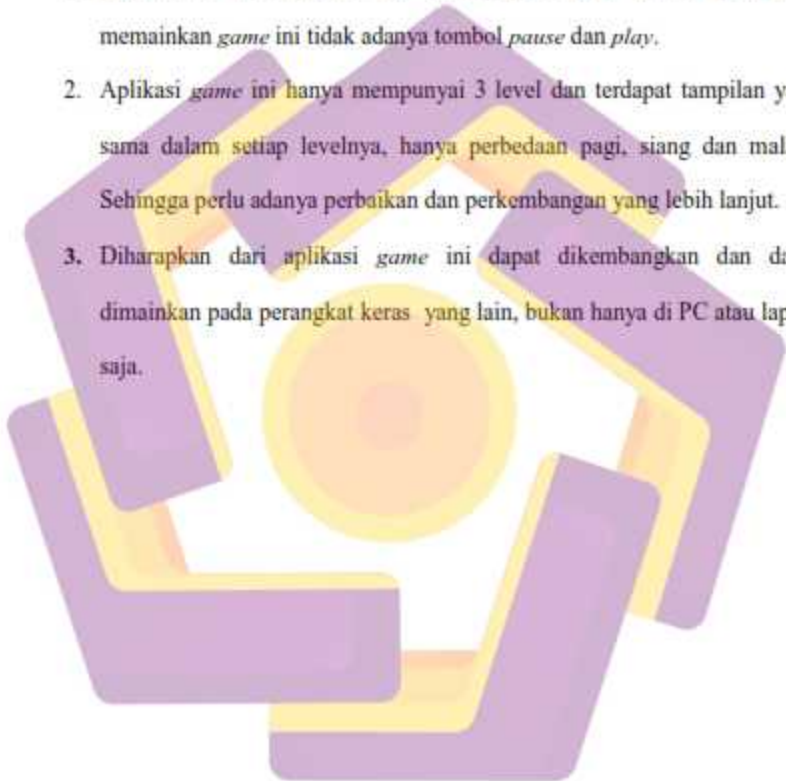 memainkan game ini tidak adanya tombol pause dan play.
2. Aplikasi game ini hanya mempunyai 3 level dan terdapat tampilan y
sama dalam setiap levelnya, hanya perbedaan pagi, siang dan mal
Sehingga perlu adanya perbaikan dan perkembangan yang lebih lanjut.
3. Diharapkan dari aplikasi game ini dapat dikembangkan dan da
dimainkan pada perangkat keras yang lain, bukan hanya di PC atau lap
saja.